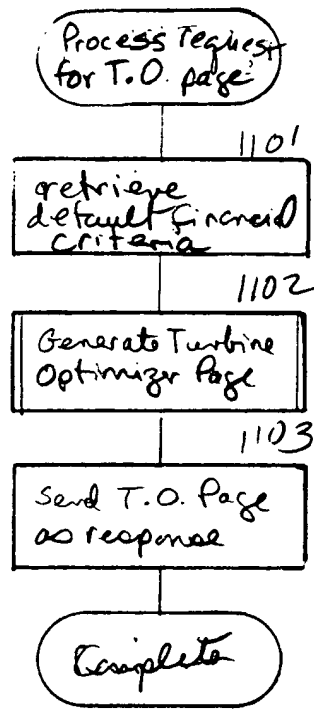 Process request
for T.O. page
1101
retrieve
default financial
criteria
1102
Generate Turbine
Optimizer Page
1103
Send T.O. Page
as response
Complete